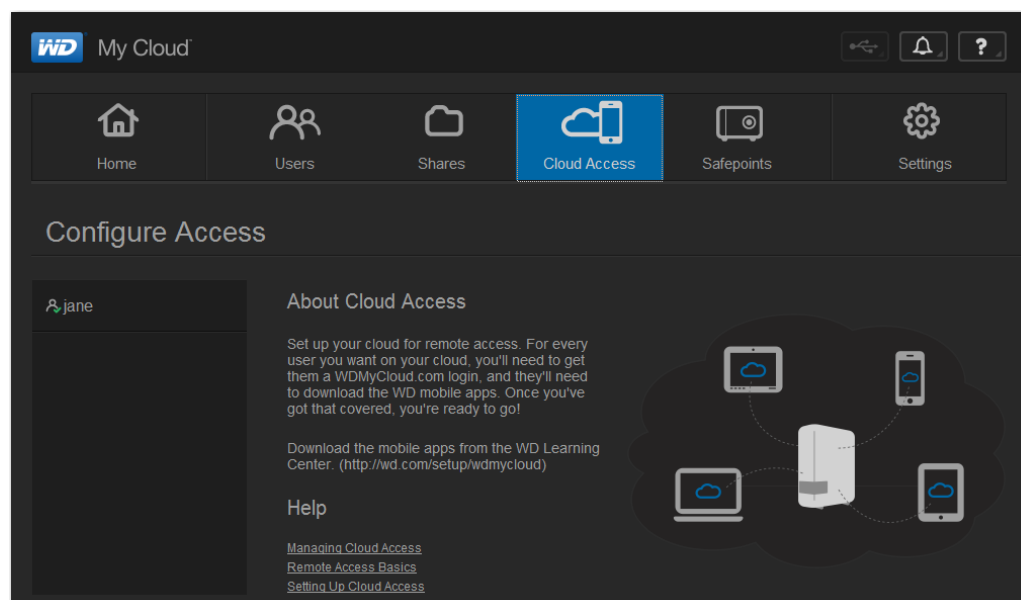 WD My Cloud
?
Home Users Shares Cloud Access Safepoints Settings
Configure Access
jane
About Cloud Access
Set up your cloud for remote access. For every
user you want on your cloud, you'll need to get
them a WDMyCloud.com login, and they'll need
to download the WD mobile apps. Once you've
got that covered, you're ready to go!
Download the mobile apps from the WD Learning
Center. (http://wd.com/setup/wdmycloud)
Help
Managing Cloud Access
Remote Access Basics
Setting Up Cloud Access